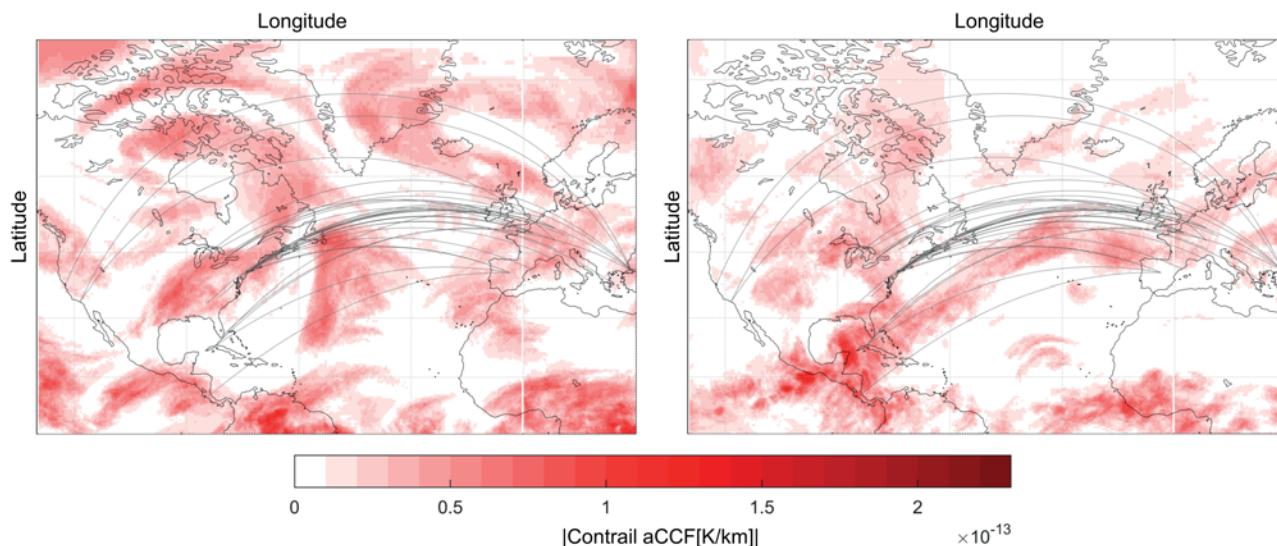 Longitude
Longitude
Latitude
Latitude
0
0.5
1
1.5
2
|Contrail aCCF[K/km]|
×10⁻¹³